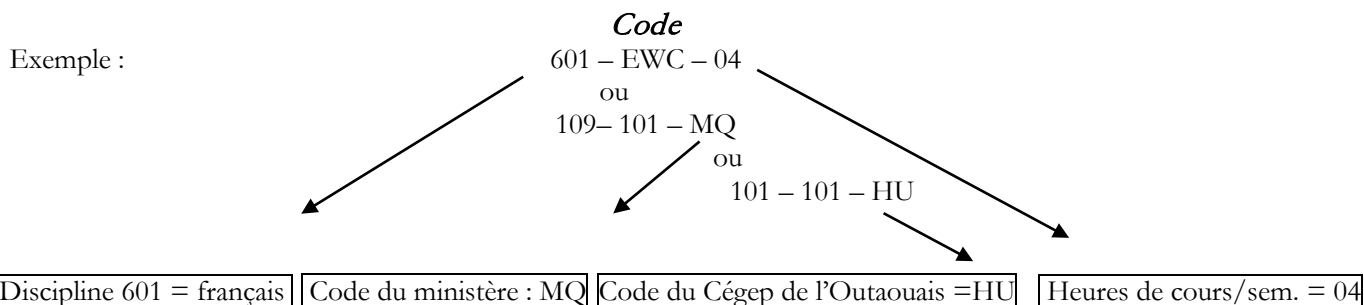 Code
Exemple :
601 – EWC – 04
ou
109– 101 – MQ
ou
101 – 101 – HU
Discipline 601 = français
Code du ministère : MQ
Code du Cégep de l’Outaouais =HU
Heures de cours/sem. = 04